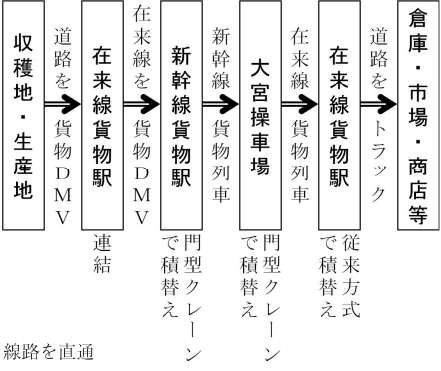 収穫地・生産地
道路を
貨物DMV
在来線貨物駅
連結
在来線を
貨物DMV
新幹線貨物駅
門型クレーン
で積替え
新幹線
貨物列車
大宮操車場
門型クレーン
で積替え
在来線
貨物列車
在来線貨物駅
従来方式
で積替え
道路を
トラック
倉庫・市場・商店等
線路を直通